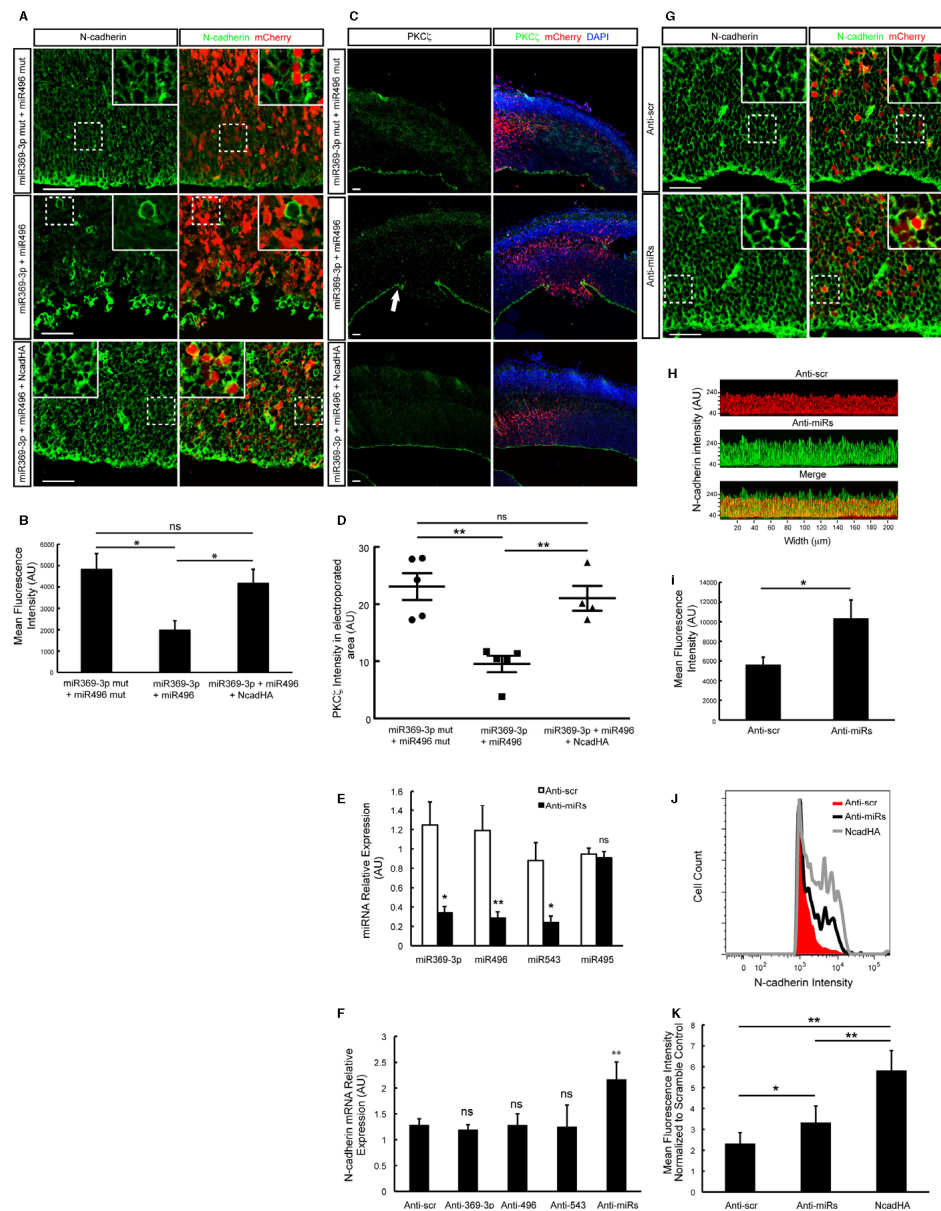 A
N-cadherin
N-cadherin mCherry
miR369-3p mut + miR496 mut
miR369-3p + miR496
miR369-3p + miR496 + NcadHA
B
Mean Fluorescence
Intensity (AU)
6000
5000
4000
3000
2000
1000
0
ns
*
*
miR369-3p mut
+ miR496 mut
miR369-3p
+ miR496
miR369-3p + miR496
+ NcadHA
C
PKCζ
PKCζ mCherry DAPI
miR369-3p mut + miR496 mut
miR369-3p + miR496
miR369-3p + miR496 + NcadHA
D
PKCζ Intensity in electroporated
area (AU)
30
20
10
0
ns
**
**
miR369-3p mut
+ miR496 mut
miR369-3p
+ miR496
miR369-3p + miR496
+ NcadHA
E
miRNA Relative Expression
(AU)
1.6
1.4
1.2
1
0.8
0.6
0.4
0.2
0
Anti-scr
Anti-miRs
*
**
*
ns
miR369-3p
miR496
miR543
miR495
F
N-cadherin mRNA Relative
Expression (AU)
3
2.5
2
1.5
1
0.5
0
ns
ns
ns
**
Anti-scr
Anti-369-3p
Anti-496
Anti-543
Anti-miRs
G
N-cadherin
N-cadherin mCherry
Anti-scr
Anti-miRs
H
N-cadherin intensity (AU)
Anti-scr
240
40
Anti-miRs
240
40
Merge
240
40
20 40 60 80 100 120 140 160 180 200
Width (μm)
i
Mean Fluorescence
Intensity (AU)
14000
12000
10000
8000
6000
4000
2000
0
*
Anti-scr
Anti-miRs
J
Cell Count
Anti-scr
Anti-miRs
NcadHA
0 10² 10³ 10⁴ 10⁵
N-cadherin Intensity
K
Mean Fluorescence Intensity
Normalized to Scramble Control
8
7
6
5
4
3
2
1
0
**
**
*
Anti-scr
Anti-miRs
NcadHA